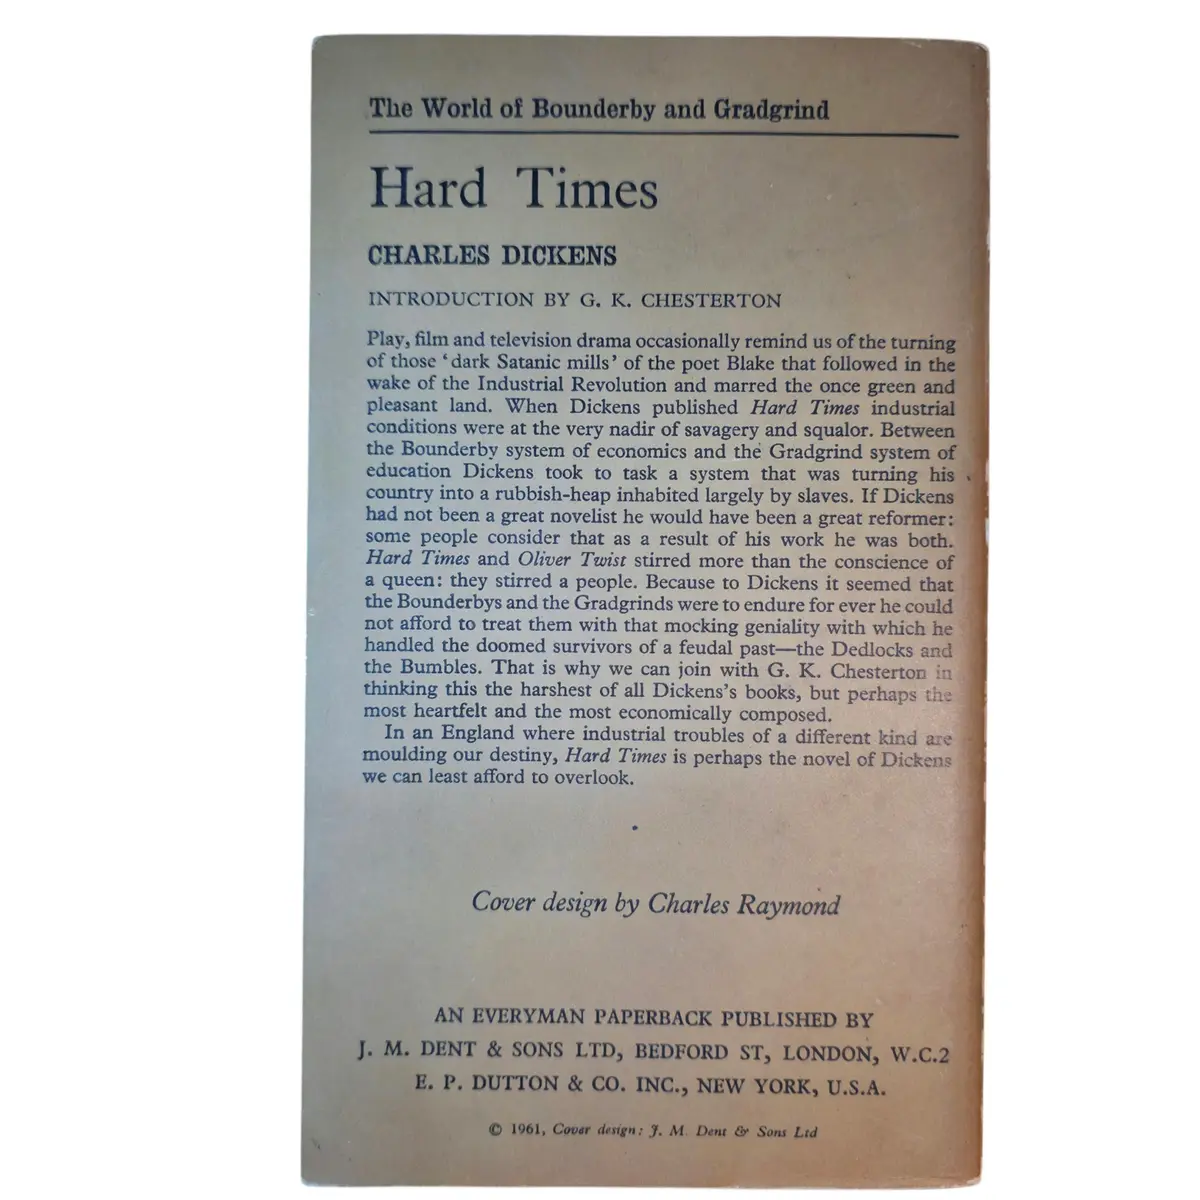 The World of Bounderby and Gradgrind
Hard Times
CHARLES DICKENS
INTRODUCTION BY G. K. CHESTERTON
Play, film and television drama occasionally remind us of the turning
of those ‘dark Satanic mills’ of the poet Blake that followed in the
wake of the Industrial Revolution and marred the once green and
pleasant land. When Dickens published Hard Times industrial
conditions were at the very nadir of savagery and squalor. Between
the Bounderby system of economics and the Gradgrind system of
education Dickens took to task a system that was turning his
country into a rubbish-heap inhabited largely by slaves. If Dickens
had not been a great novelist he would have been a great reformer:
some people consider that as a result of his work he was both.
Hard Times and Oliver Twist stirred more than the conscience of
a queen: they stirred a people. Because to Dickens it seemed that
the Bounderbys and the Gradgrinds were to endure for ever he could
not afford to treat them with that mocking geniality with which he
handled the doomed survivors of a feudal past—the Dedlocks and
the Bumbles. That is why we can join with G. K. Chesterton in
thinking this the harshest of all Dickens's books, but perhaps the
most heartfelt and the most economically composed.
In an England where industrial troubles of a different kind are
moulding our destiny, Hard Times is perhaps the novel of Dickens
we can least afford to overlook.
Cover design by Charles Raymond
AN EVERYMAN PAPERBACK PUBLISHED BY
J. M. DENT & SONS LTD, BEDFORD ST, LONDON, W.C.2
E. P. DUTTON & CO. INC., NEW YORK, U.S.A.
© 1961, Cover design: J. M. Dent & Sons Ltd